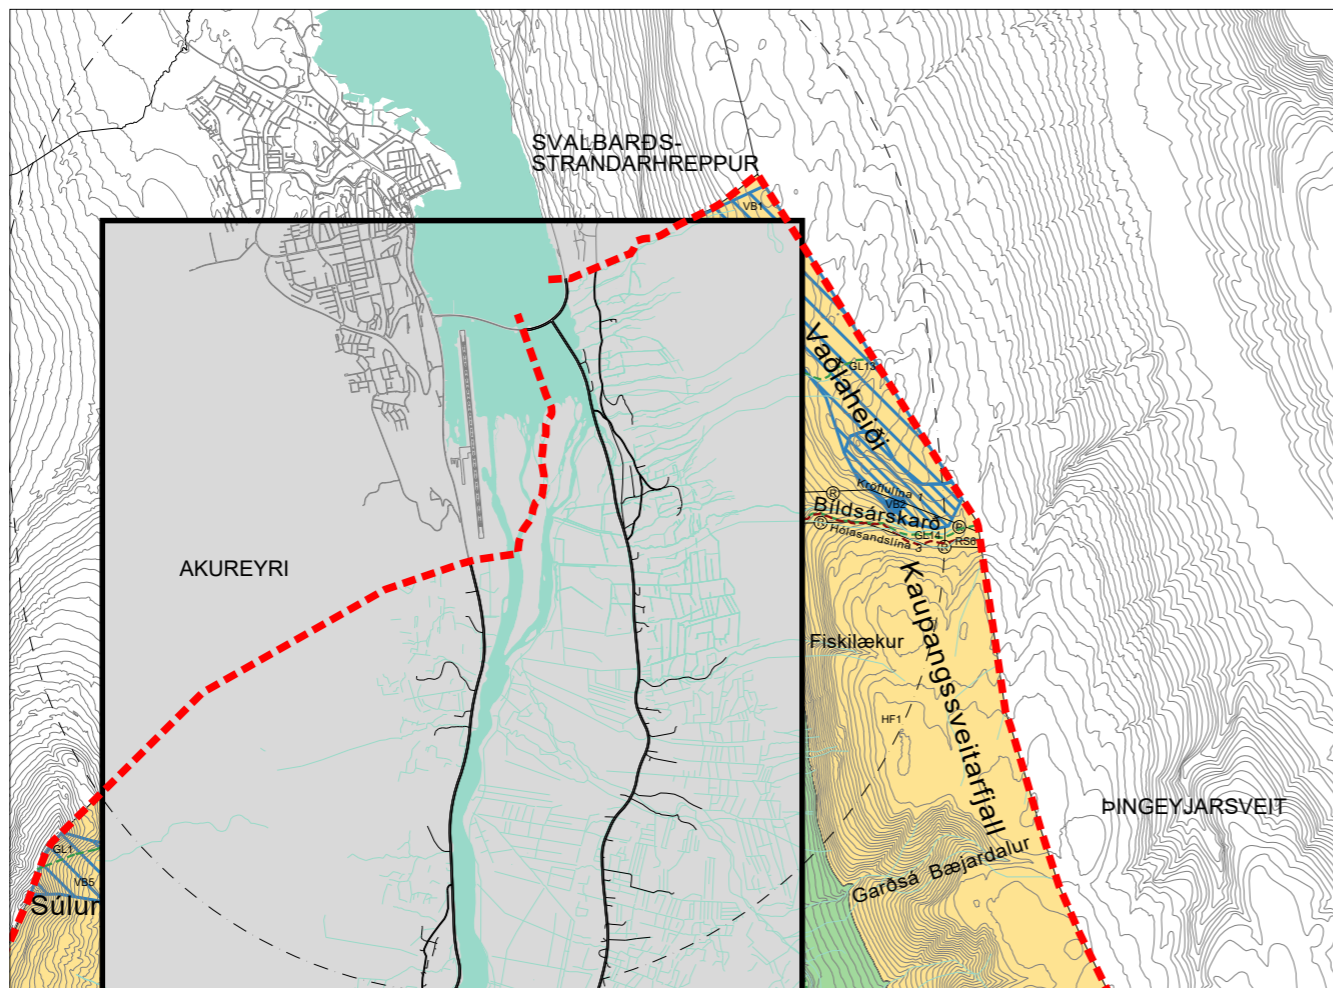 SVALBARÐS-
STRANDARHREPPUR
VB1
Vaðlaheiði
GL13
Kröflulína 1
R
VB2
Bíldsárskarð
R
R
GL14
RS6
Hólasandslína 3
R
AKUREYRI
Kaupangssveitarfjall
Fiskilækur
HF1
ÞINGEYJARSVEIT
GL1
VB5
Súlur
Garðsá Bæjardalur